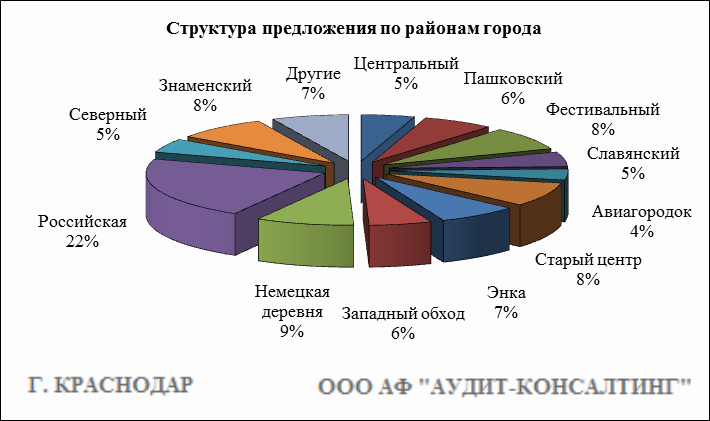 Структура предложения по районам города
Центральный
5%
Пашковский
6%
Фестивальный
8%
Славянский
5%
Авиагородок
4%
Старый центр
8%
Энка
7%
Западный обход
6%
Немецкая
деревня
9%
Российская
22%
Северный
5%
Знаменский
8%
Другие
7%
Г. КРАСНОДАР
ООО АФ "АУДИТ-КОНСАЛТИНГ"